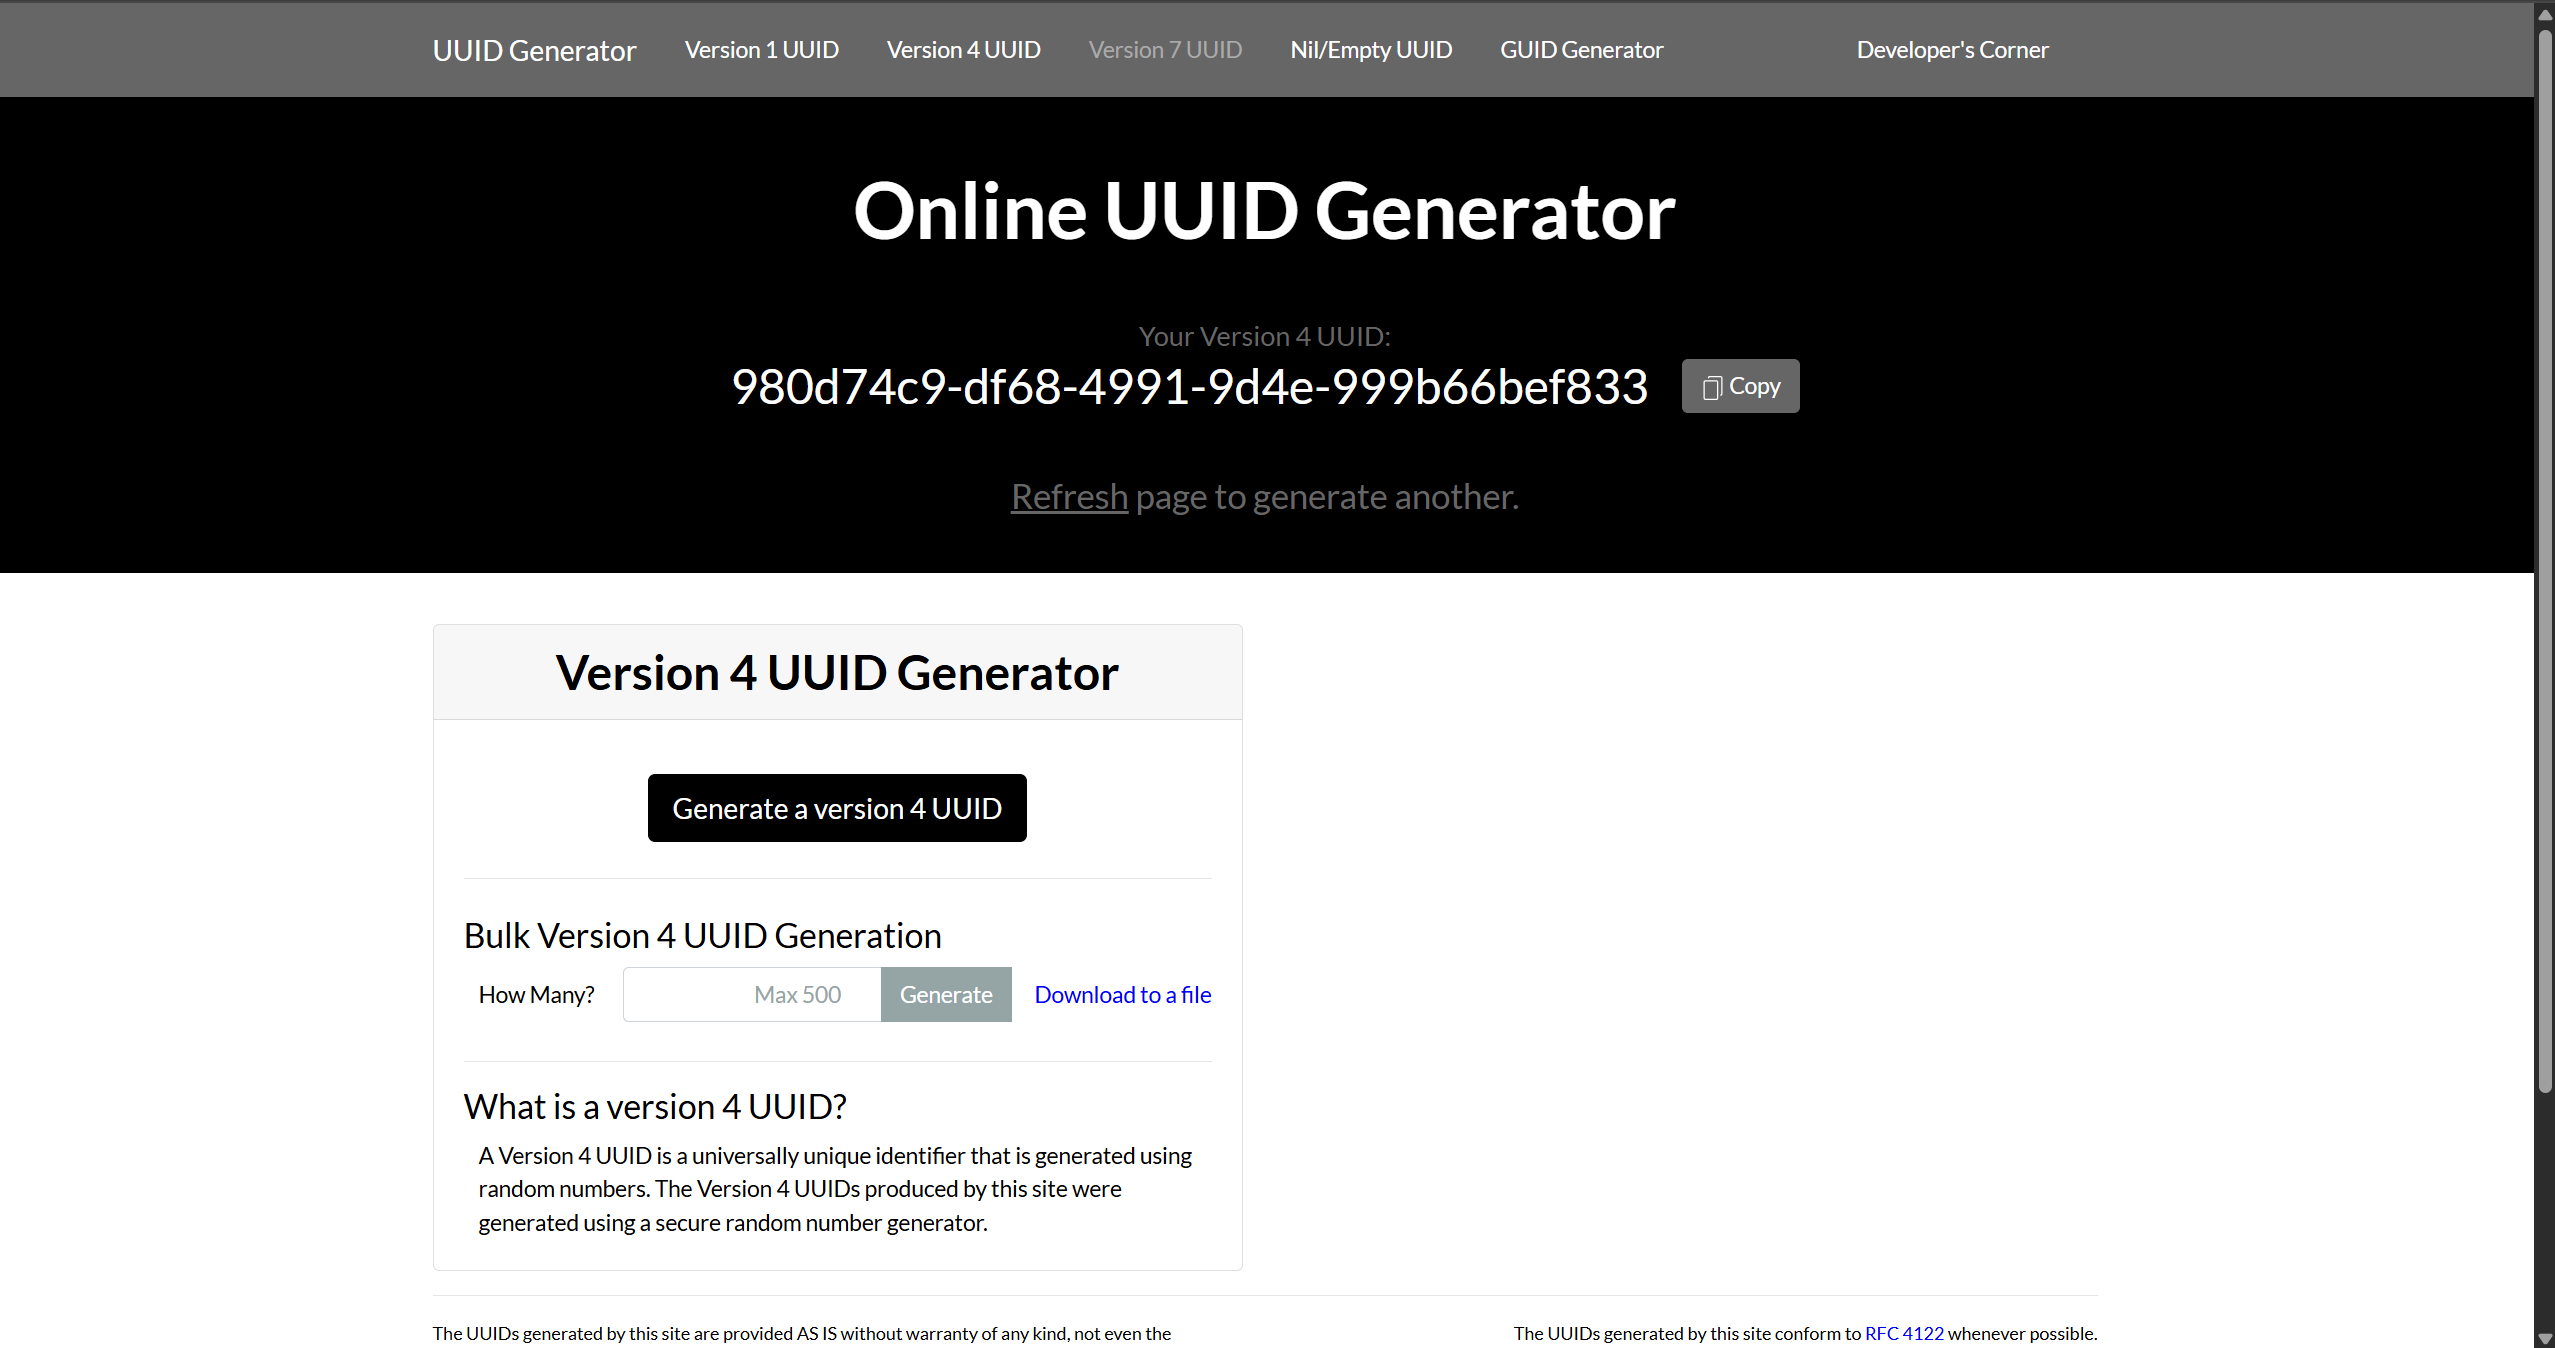 UUID Generator Version 1 UUID Version 4 UUID Version 7 UUID Nil/Empty UUID GUID Generator Developer's Corner
Online UUID Generator
Your Version 4 UUID:
980d74c9-df68-4991-9d4e-999b66bef833 Copy
Refresh page to generate another.
Version 4 UUID Generator
Generate a version 4 UUID
Bulk Version 4 UUID Generation
How Many? Max 500 Generate Download to a file
What is a version 4 UUID?
A Version 4 UUID is a universally unique identifier that is generated using
random numbers. The Version 4 UUIDs produced by this site were
generated using a secure random number generator.
The UUIDs generated by this site are provided AS IS without warranty of any kind, not even the
The UUIDs generated by this site conform to RFC 4122 whenever possible.